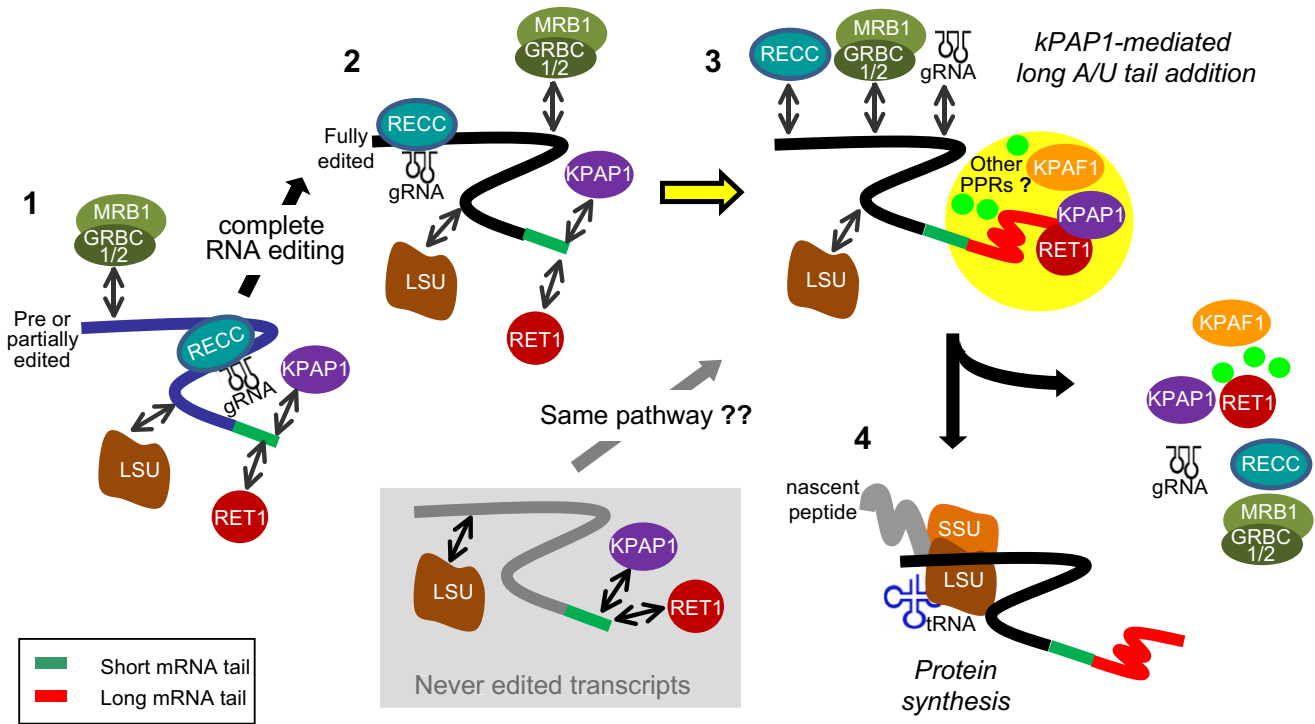 1
MRB1
GRBC
1/2
Pre or
partially
edited
RECC
gRNA
KPAP1
LSU
RET1
complete
RNA editing
2
MRB1
GRBC
1/2
Fully
edited
RECC
gRNA
KPAP1
LSU
RET1
3
RECC
MRB1
GRBC
1/2
gRNA
kPAP1-mediated
long A/U tail addition
Other
PPRs ?
KPAF1
KPAP1
RET1
LSU
Same pathway ??
LSU
KPAP1
RET1
Never edited transcripts
KPAF1
KPAP1
RET1
gRNA
RECC
MRB1
GRBC
1/2
4
nascent
peptide
SSU
LSU
tRNA
Protein
synthesis
Short mRNA tail
Long mRNA tail